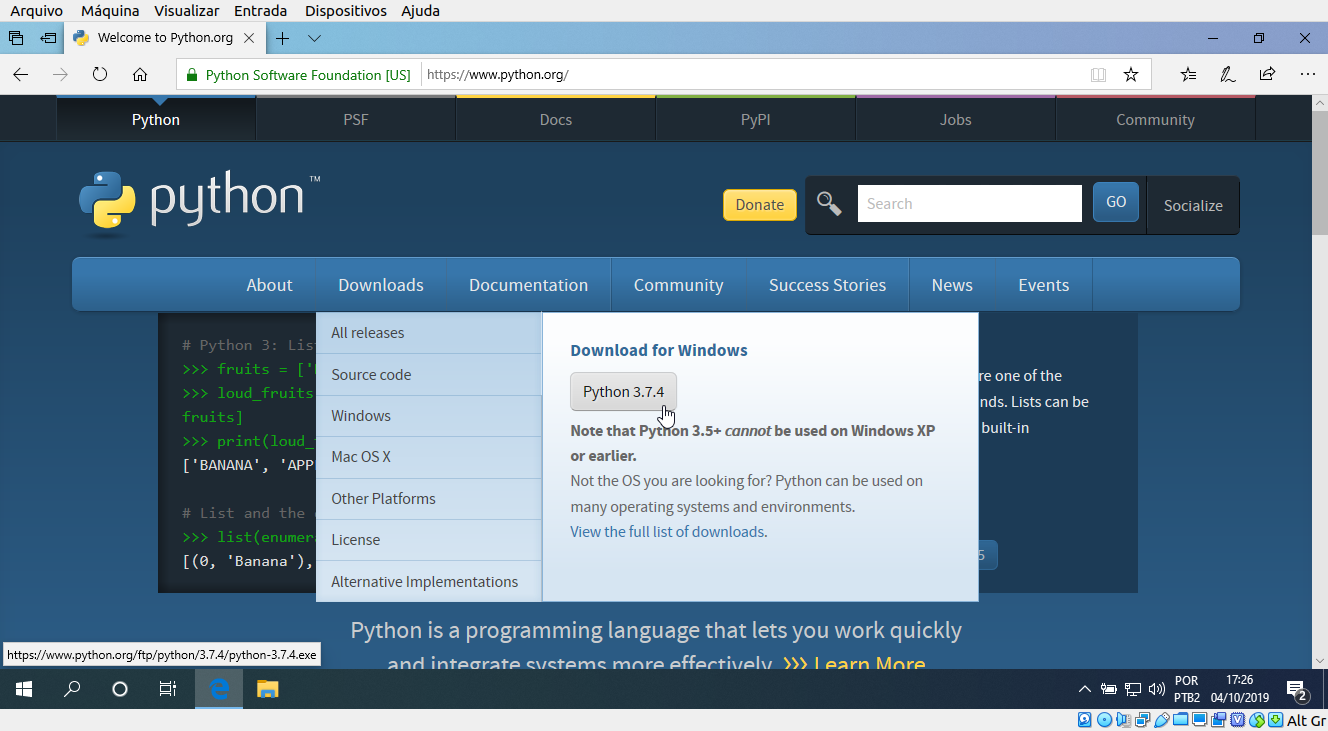 Arquivo Máquina Visualizar Entrada Dispositivos Ajuda
Welcome to Python.org
Python Software Foundation [US] https://www.python.org/
Python PSF Docs PyPI Jobs Community
python™
Donate Search GO Socialize
About Downloads Documentation Community Success Stories News Events
# Python 3: Lis
>>> fruits = ['
>>> loud_fruits
fruits]
>>> print(loud_
['BANANA', 'APP
# List and the
>>> list(enumer
[(0, 'Banana'),
All releases
Source code
Windows
Mac OS X
Other Platforms
License
Alternative Implementations
Download for Windows
Python 3.7.4
Note that Python 3.5+ cannot be used on Windows XP
or earlier.
Not the OS you are looking for? Python can be used on
many operating systems and environments.
View the full list of downloads.
re one of the
nds. Lists can be
built-in
5
Python is a programming language that lets you work quickly
and integrate systems more effectively. >>> Learn More
https://www.python.org/ftp/python/3.7.4/python-3.7.4.exe
POR 17:26
PTB2 04/10/2019 2
Alt Gr